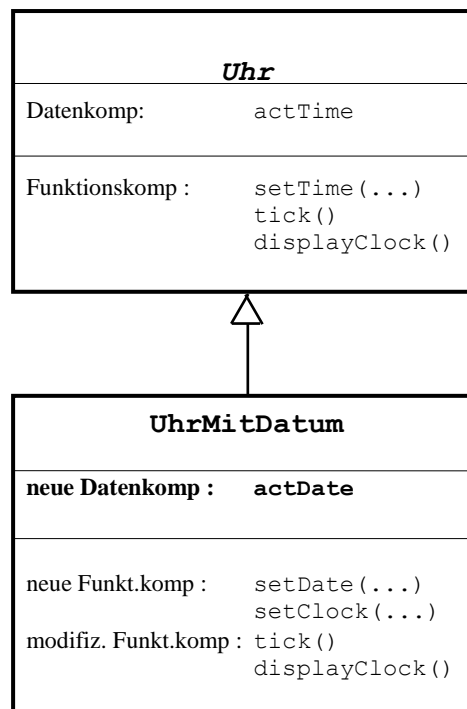 Uhr
Datenkomp: actTime
Funktionskomp : setTime(...)
tick()
displayClock()
UhrMitDatum
neue Datenkomp : actDate
neue Funkt.komp : setDate(...)
setClock(...)
modifiz. Funkt.komp : tick()
displayClock()